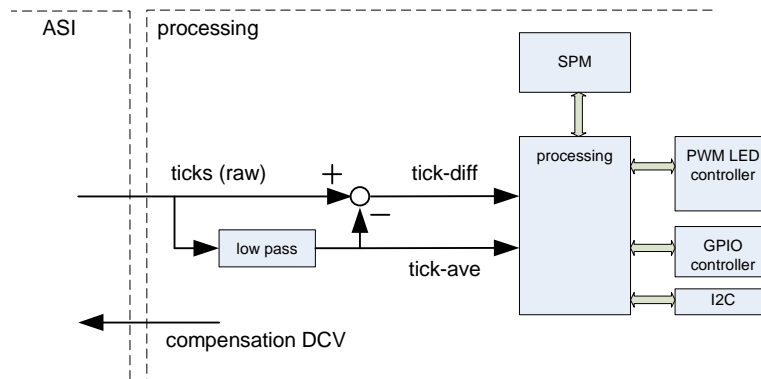 ASI
processing
SPM
processing
PWM LED
controller
ticks (raw)
+
tick-diff
−
low pass
tick-ave
GPIO
controller
I2C
compensation DCV